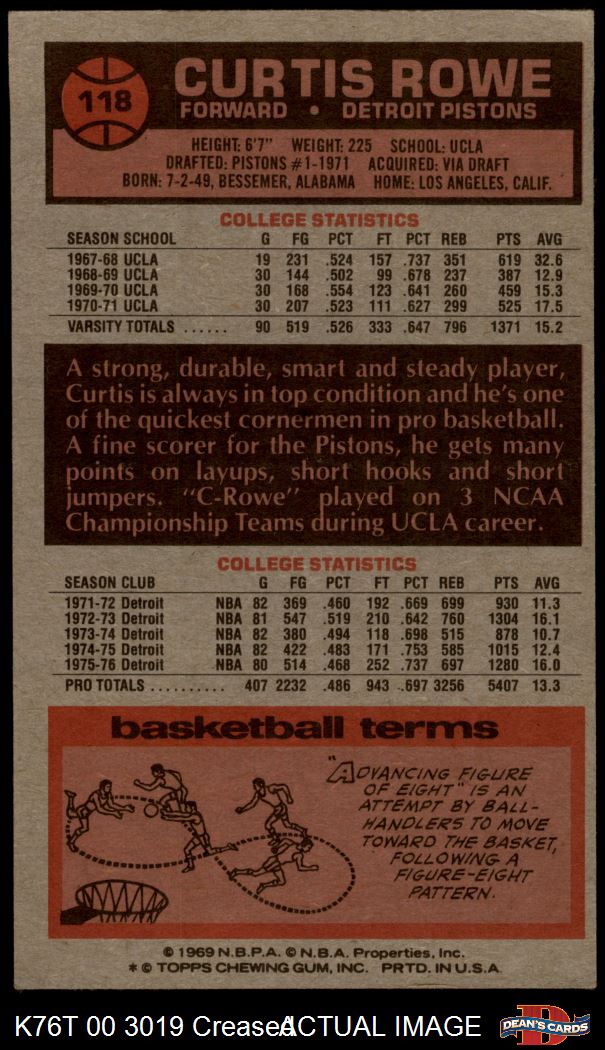 118
CURTIS ROWE
FORWARD • DETROIT PISTONS
HEIGHT: 6'7" WEIGHT: 225 SCHOOL: UCLA
DRAFTED: PISTONS #1-1971 ACQUIRED: VIA DRAFT
BORN: 7-2-49, BESSEMER, ALABAMA HOME: LOS ANGELES, CALIF.
COLLEGE STATISTICS
SEASON SCHOOL G FG PCT FT PCT REB PTS AVG
1967-68 UCLA 19 231 .524 157 .737 351 619 32.6
1968-69 UCLA 30 144 .502 99 .678 237 387 12.9
1969-70 UCLA 30 168 .554 123 .641 260 459 15.3
1970-71 UCLA 30 207 .523 111 .627 299 525 17.5
VARSITY TOTALS ...... 90 519 .526 333 .647 796 1371 15.2
A strong, durable, smart and steady player,
Curtis is always in top condition and he's one
of the quickest cornermen in pro basketball.
A fine scorer for the Pistons, he gets many
points on layups, short hooks and short
jumpers. "C-Rowe" played on 3 NCAA
Championship Teams during UCLA career.
COLLEGE STATISTICS
SEASON CLUB G FG PCT FT PCT REB PTS AVG
1971-72 Detroit NBA 82 369 .460 192 .669 699 930 11.3
1972-73 Detroit NBA 81 547 .519 210 .642 760 1304 16.1
1973-74 Detroit NBA 82 380 .494 118 .698 515 878 10.7
1974-75 Detroit NBA 82 422 .483 171 .753 585 1015 12.4
1975-76 Detroit NBA 80 514 .468 252 .737 697 1280 16.0
PRO TOTALS .......... 407 2232 .486 943 .697 3256 5407 13.3
basketball terms
"ADVANCING FIGURE
OF EIGHT" IS AN
ATTEMPT BY BALL-
HANDLERS TO MOVE
TOWARD THE BASKET,
FOLLOWING A
FIGURE-EIGHT
PATTERN.
© 1969 N.B.P.A. © N.B.A. Properties, Inc.
* © TOPPS CHEWING GUM, INC. PRTD. IN U.S.A.
K76T 00 3019 Creased ACTUAL IMAGE
D
DEAN'S CARDS